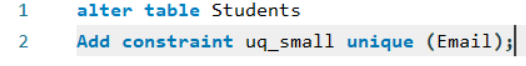 1 alter table Students
2 Add constraint uq_small unique (Email);